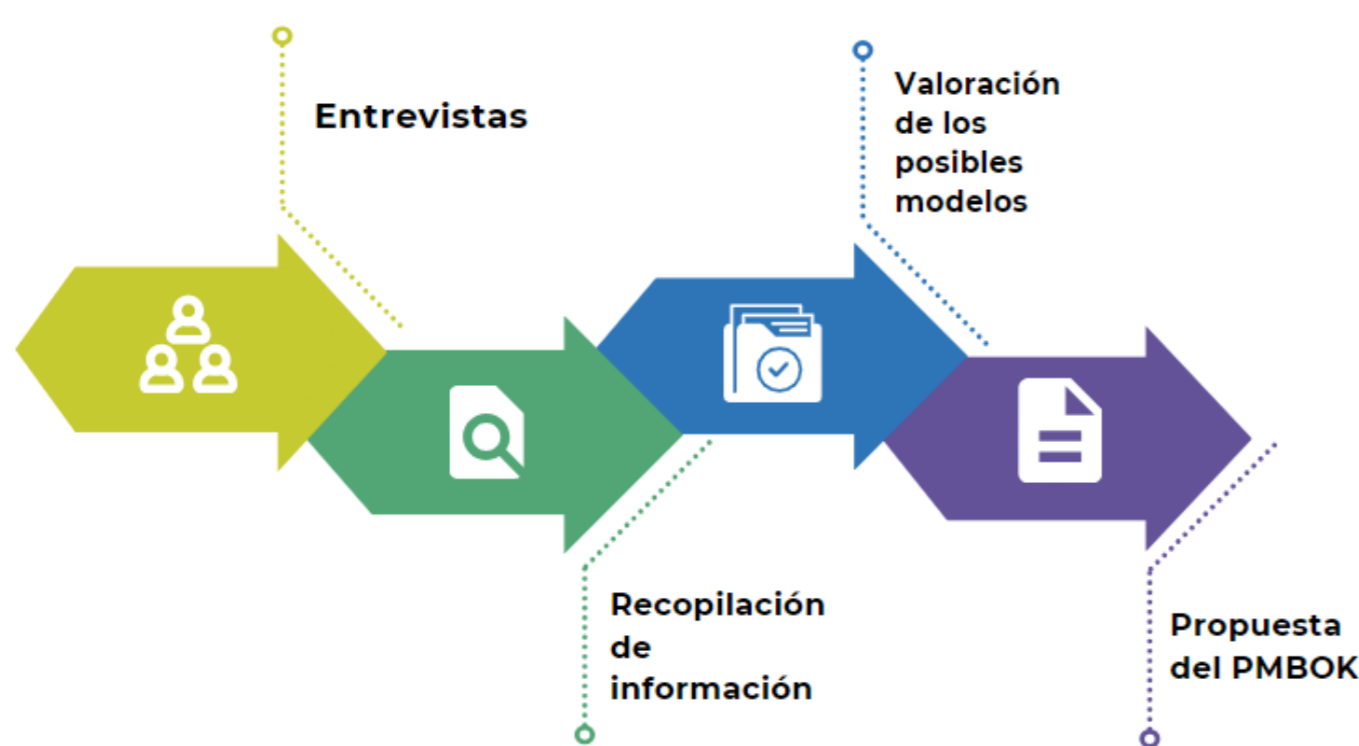 Entrevistas
Recopilación
de
información
Valoración
de los
posibles
modelos
Propuesta
del PMBOK